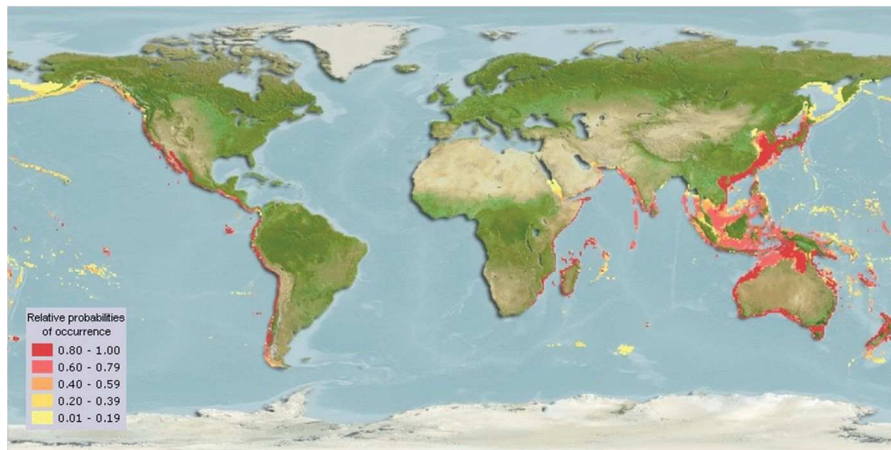 Relative probabilities
of occurrence
0.80 - 1.00
0.60 - 0.79
0.40 - 0.59
0.20 - 0.39
0.01 - 0.19